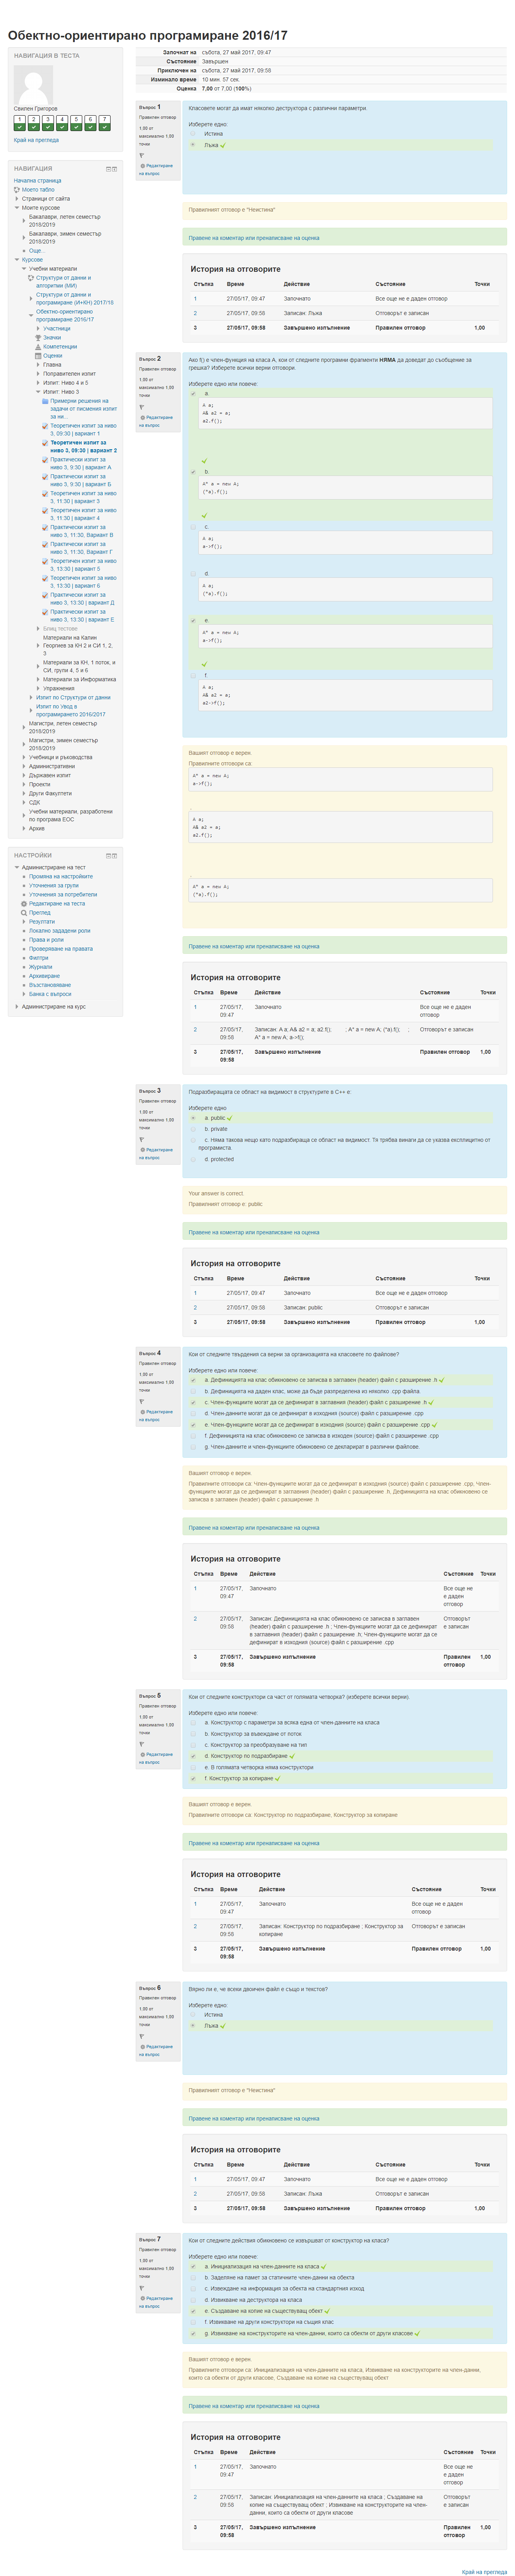 Обектно-ориентирано програмиране 2016/17
НАВИГАЦИЯ В ТЕСТА
Свилен Григоров
1 2 3 4 5 6 7
Край на прегледа
НАВИГАЦИЯ
Начална страница
Моето табло
Страници от сайта
Моите курсове
Бакалаври, летен семестър
2018/2019
Бакалаври, зимен семестър
2018/2019
Още...
Курсове
Учебни материали
Структури от данни и
алгоритми (МИ)
Структури от данни и
програмиране (И+КН) 2017/18
Обектно-ориентирано
програмиране 2016/17
Участници
Значки
Компетенции
Оценки
Главна
Поправителен изпит
Изпит. Ниво 4 и 5
Изпит. Ниво 3
Примерни решения на
задачи от писмения изпит
за ни...
Теоретичен изпит за ниво
3, 09:30 | вариант 1
Теоретичен изпит за
ниво 3, 09:30 | вариант 2
Практически изпит за
ниво 3, 9:30 | вариант А
Практически изпит за
ниво 3, 9:30 | вариант Б
Теоретичен изпит за ниво
3, 11:30 | вариант 3
Теоретичен изпит за ниво
3, 11:30 | вариант 4
Практически изпит за
ниво 3, 11:30, Вариант В
Практически изпит за
ниво 3, 11:30, Вариант Г
Теоретичен изпит за ниво
3, 13:30 | вариант 5
Теоретичен изпит за ниво
3, 13:30 | вариант 6
Практически изпит за
ниво 3, 13:30 | вариант Д
Практически изпит за
ниво 3, 13:30 | вариант Е
Блиц тестове
Материали на Калин
Георгиев за КН 2 и СИ 1, 2,
3
Материали за КН, 1 поток, и
СИ, групи 4, 5 и 6
Материали за Информатика
Упражнения
Изпит по Структури от данни
Изпит по Увод в
програмирането 2016/2017
Магистри, летен семестър
2018/2019
Магистри, зимен семестър
2018/2019
Учебници и ръководства
Административни
Държавен изпит
Проекти
Други Факултети
СДК
Учебни материали, разработени
по програма ЕОС
Архив
НАСТРОЙКИ
Администриране на тест
Промяна на настройките
Уточнения за групи
Уточнения за потребители
Редактиране на теста
Преглед
Резултати
Локално зададени роли
Права и роли
Проверяване на правата
Филтри
Журнали
Архивиране
Възстановяване
Банка с въпроси
Администриране на курс
Започнат на събота, 27 май 2017, 09:47
Състояние Завършен
Приключен на събота, 27 май 2017, 09:58
Изминало време 10 мин. 57 сек.
Оценка 7,00 от 7,00 (100%)
Въпрос 1
Правилен отговор
1,00 от
максимално 1,00
точки
Редактиране
на въпрос
Класовете могат да имат няколко деструктора с различни параметри.
Изберете едно:
Истина
Лъжа
Правилният отговор е "Неистина"
Правене на коментар или пренаписване на оценка
История на отговорите
Стъпка Време Действие Състояние Точки
1 27/05/17, 09:47 Започнато Все още не е даден отговор
2 27/05/17, 09:56 Записан: Лъжа Отговорът е записан
3 27/05/17, 09:58 Завършено изпълнение Правилен отговор 1,00
Въпрос 2
Правилен отговор
1,00 от
максимално 1,00
точки
Редактиране
на въпрос
Ако f() е член-функция на класа A, кои от следните програмни фрагменти НЯМА да доведат до съобщение за
грешка? Изберете всички верни отговори.
Изберете едно или повече:
a.
A a;
A& a2 = a;
a2.f();
b.
A* a = new A;
(*a).f();
c.
A a;
a->f();
d.
A a;
(*a).f();
e.
A* a = new A;
a->f();
f.
A a;
A& a2 = a;
a2->f();
Вашият отговор е верен.
Правилните отговори са:
A* a = new A;
a->f();
,
A a;
A& a2 = a;
a2.f();
,
A* a = new A;
(*a).f();
Правене на коментар или пренаписване на оценка
История на отговорите
Стъпка Време Действие Състояние Точки
1 27/05/17,
09:47 Започнато Все още не е даден
отговор
2 27/05/17,
09:56 Записан: A a; A& a2 = a; a2.f(); ; A* a = new A; (*a).f(); ;
A* a = new A; a->f(); Отговорът е записан
3 27/05/17,
09:58 Завършено изпълнение Правилен отговор 1,00
Въпрос 3
Правилен отговор
1,00 от
максимално 1,00
точки
Редактиране
на въпрос
Подразбиращата се област на видимост в структурите в C++ е:
Изберете едно:
a. public
b. private
c. Няма такова нещо като подразбираща се област на видимост. Тя трябва винаги да се указва експлицитно от
програмиста.
d. protected
Your answer is correct.
Правилният отговор е: public
Правене на коментар или пренаписване на оценка
История на отговорите
Стъпка Време Действие Състояние Точки
1 27/05/17, 09:47 Започнато Все още не е даден отговор
2 27/05/17, 09:56 Записан: public Отговорът е записан
3 27/05/17, 09:58 Завършено изпълнение Правилен отговор 1,00
Въпрос 4
Правилен отговор
1,00 от
максимално 1,00
точки
Редактиране
на въпрос
Кои от следните твърдения са верни за организацията на класовете по файлове?
Изберете едно или повече:
a. Дефиницията на клас обикновено се записва в заглавен (header) файл с разширение .h
b. Дефиницията на даден клас, може да бъде разпределена из няколко .cpp файла
c. Член-функциите могат да се дефинират в заглавния (header) файл с разширение .h
d. Член-данните могат да се дефинират в изходния (source) файл с разширение .cpp
e. Член-функциите могат да се дефинират в изходния (source) файл с разширение .cpp
f. Дефиницията на клас обикновено се записва в изходен (source) файл с разширение .cpp
g. Член-данните и член-функциите обикновено се декларират в различни файлове.
Вашият отговор е верен.
Правилните отговори са: Член-функциите могат да се дефинират в изходния (source) файл с разширение .cpp, Член-
функциите могат да се дефинират в заглавния (header) файл с разширение .h, Дефиницията на клас обикновено се
записва в заглавен (header) файл с разширение .h
Правене на коментар или пренаписване на оценка
История на отговорите
Стъпка Време Действие Състояние Точки
1 27/05/17,
09:47 Започнато Все още не
е даден
отговор
2 27/05/17,
09:56 Записан: Дефиницията на клас обикновено се записва в заглавен
(header) файл с разширение .h ; Член-функциите могат да се дефинират
в заглавния (header) файл с разширение .h; Член-функциите могат да се
дефинират в изходния (source) файл с разширение .cpp Отговорът
е записан
3 27/05/17,
09:58 Завършено изпълнение Правилен
отговор 1,00
Въпрос 5
Правилен отговор
1,00 от
максимално 1,00
точки
Редактиране
на въпрос
Кои от следните конструктори са част от голямата четворка? (изберете всички верни).
Изберете едно или повече:
a. Конструктор с параметри за всяка една от член-данните на класа
b. Конструктор за въвеждане от поток
c. Конструктор за преобразуване на тип
d. Конструктор по подразбиране
e. В голямата четворка няма конструктори
f. Конструктор за копиране
Вашият отговор е верен.
Правилните отговори са: Конструктор по подразбиране, Конструктор за копиране
Правене на коментар или пренаписване на оценка
История на отговорите
Стъпка Време Действие Състояние Точки
1 27/05/17,
09:47 Започнато Все още не е даден
отговор
2 27/05/17,
09:56 Записан: Конструктор по подразбиране ; Конструктор за
копиране Отговорът е записан
3 27/05/17,
09:58 Завършено изпълнение Правилен отговор 1,00
Въпрос 6
Правилен отговор
1,00 от
максимално 1,00
точки
Редактиране
на въпрос
Вярно ли е, че всеки двоичен файл е също и текстов?
Изберете едно:
Истина
Лъжа
Правилният отговор е "Неистина"
Правене на коментар или пренаписване на оценка
История на отговорите
Стъпка Време Действие Състояние Точки
1 27/05/17, 09:47 Започнато Все още не е даден отговор
2 27/05/17, 09:56 Записан: Лъжа Отговорът е записан
3 27/05/17, 09:58 Завършено изпълнение Правилен отговор 1,00
Въпрос 7
Правилен отговор
1,00 от
максимално 1,00
точки
Редактиране
на въпрос
Кои от следните действия обикновено се извършват от конструктор на класа?
Изберете едно или повече:
a. Инициализация на член-данните на класа
b. Заделяне на памет за статичните член-данни на обекта
c. Извеждане на информация за обекта на стандартния изход
d. Извикване на деструктора на класа
e. Създаване на копие на съществуващ обект
f. Извикване на други конструктори на същия клас
g. Извикване на конструкторите на член-данни, които са обекти от други класове
Вашият отговор е верен.
Правилните отговори са: Инициализация на член-данните на класа, Извикване на конструкторите на член-данни,
които са обекти от други класове, Създаване на копие на съществуващ обект
Правене на коментар или пренаписване на оценка
История на отговорите
Стъпка Време Действие Състояние Точки
1 27/05/17,
09:47 Започнато Все още не
е даден
отговор
2 27/05/17,
09:56 Записан: Инициализация на член-данните на класа ; Създаване на
копие на съществуващ обект ; Извикване на конструкторите на член-
данни, които са обекти от други класове Отговорът
е записан
3 27/05/17,
09:58 Завършено изпълнение Правилен
отговор 1,00
Край на прегледа